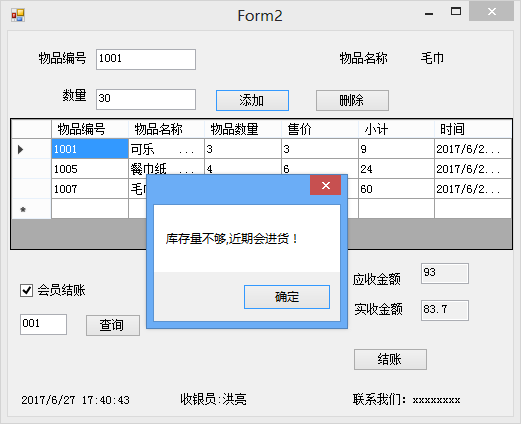 Form2
物品编号 1001 物品名称 毛巾
数量 30 添加 删除
物品编号 物品名称 物品数量 售价 小计 时间
1001 可乐 ... 3 3 9 2017/6/2...
1005 餐巾纸 ... 4 6 24 2017/6/2...
1007 毛巾 60 2017/6/2...
库存量不够,近期会进货！
确定
应收金额 93
会员结账
实收金额 83.7
001 查询
结账
2017/6/27 17:40:43 收银员:洪亮 联系我们: xxxxxxxx